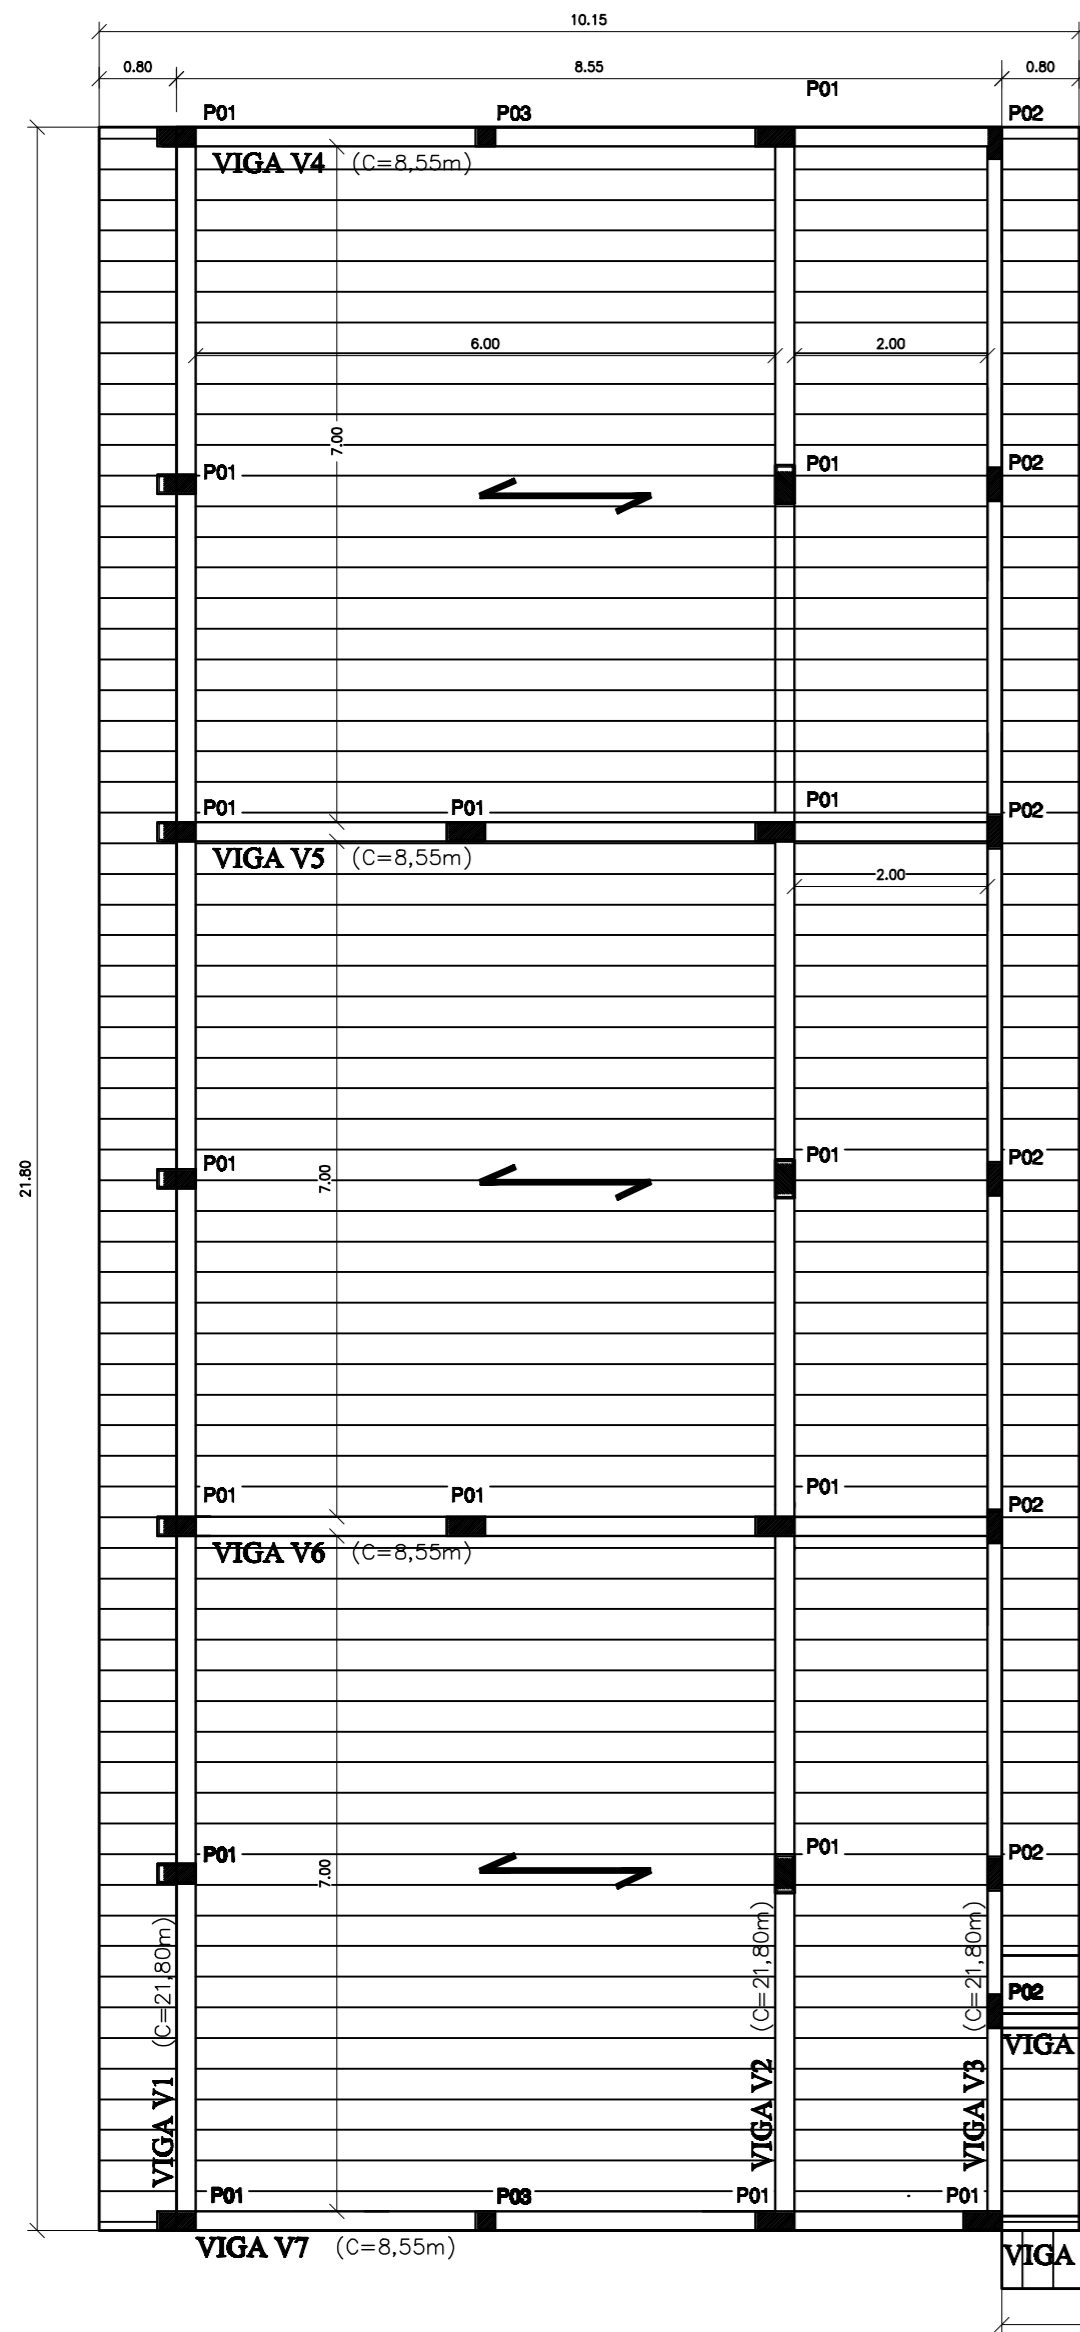 10.15
0.80 8.55 0.80
P01
P01 P03 P02
VIGA V4 (C=8,55m)
6.00 2.00
7.00
P01 P01 P02
P01 P01 P01 P02
VIGA V5 (C=8,55m)
2.00
21.80
7.00
P01 P01 P02
P01 P01 P01 P02
VIGA V6 (C=8,55m)
7.00
P01 P01 P02
(C=21,80m) (C=21,80m) (C=21,80m)
P02
VIGA
VIGA V1 VIGA V2 VIGA V3
P01 P03 P01 P01
VIGA V7 (C=8,55m)
VIGA